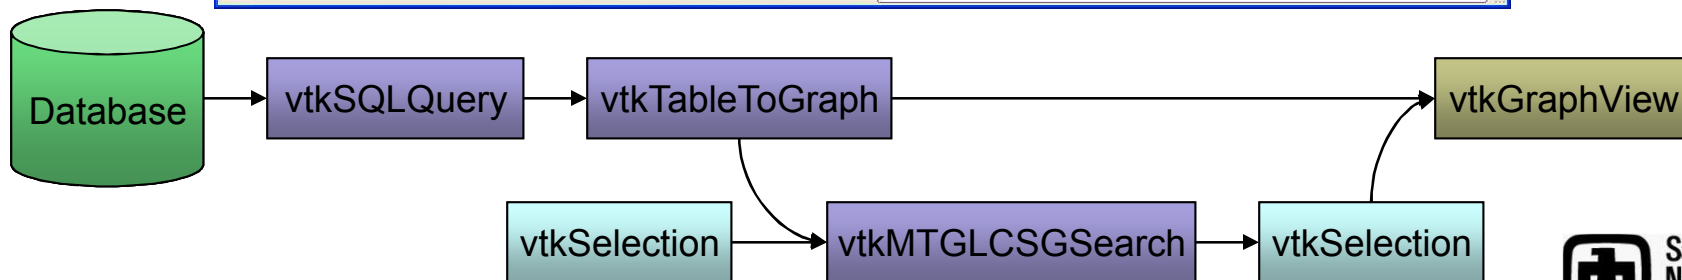 Database
vtkSQLQuery
vtkTableToGraph
vtkGraphView
vtkSelection
vtkMTGLCSGSearch
vtkSelection